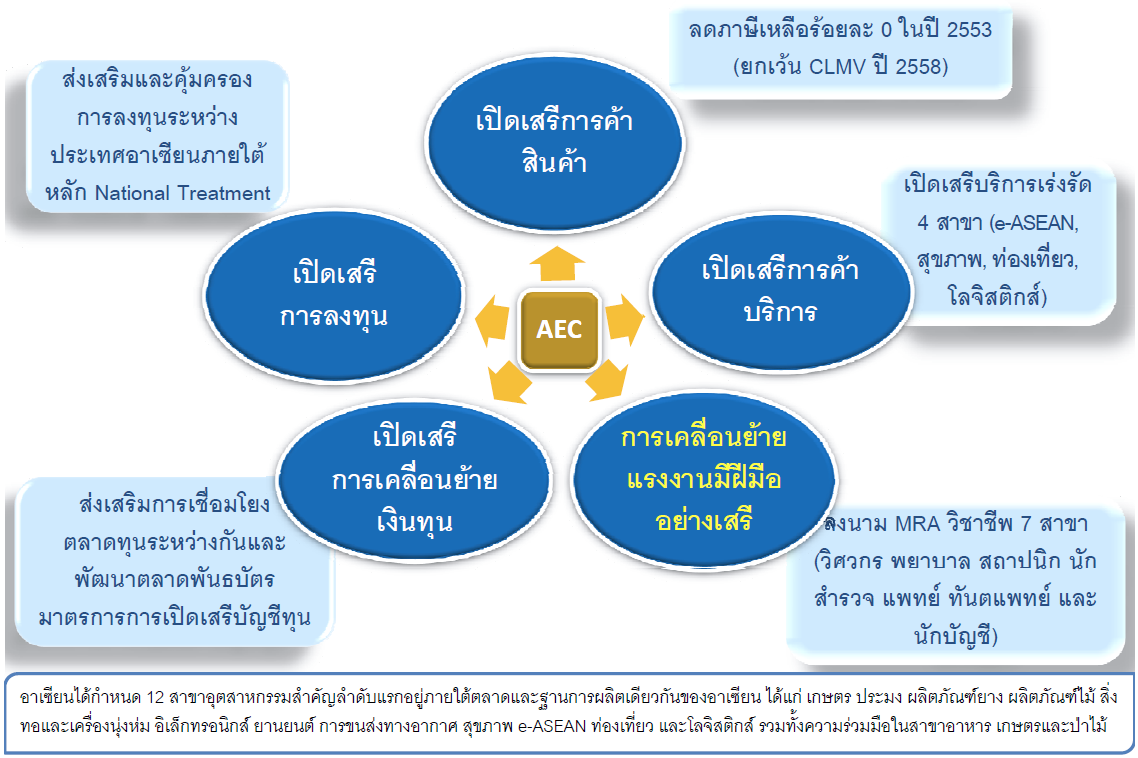 ลดภาษีเหลือร้อยละ 0 ในปี 2553
(ยกเว้น CLMV ปี 2558)
เปิดเสรีการค้า
สินค้า
ส่งเสริมและคุ้มครอง
การลงทุนระหว่าง
ประเทศอาเซียนภายใต้
หลัก National Treatment
เปิดเสรี
การลงทุน
AEC
เปิดเสรีการค้า
บริการ
เปิดเสรีบริการเร่งรัด
4 สาขา (e-ASEAN,
สุขภาพ, ท่องเที่ยว,
โลจิสติกส์)
เปิดเสรี
การเคลื่อนย้าย
เงินทุน
ส่งเสริมการเชื่อมโยง
ตลาดทุนระหว่างกันและ
พัฒนาตลาดพันธบัตร
มาตรการการเปิดเสรีบัญชีทุน
การเคลื่อนย้าย
แรงงานมีฝีมือ
อย่างเสรี
ลงนาม MRA วิชาชีพ 7 สาขา
(วิศวกร พยาบาล สถาปนิก นัก
สำรวจ แพทย์ ทันตแพทย์ และ
นักบัญชี)
อาเซียนได้กำหนด 12 สาขาอุตสาหกรรมสำคัญลำดับแรกอยู่ภายใต้ตลาดและฐานการผลิตเดียวกันของอาเซียน ได้แก่ เกษตร ประมง ผลิตภัณฑ์ยาง ผลิตภัณฑ์ไม้ สิ่ง
ทอและเครื่องนุ่งห่ม อิเล็กทรอนิกส์ ยานยนต์ การขนส่งทางอากาศ สุขภาพ e-ASEAN ท่องเที่ยว และโลจิสติกส์ รวมทั้งความร่วมมือในสาขาอาหาร เกษตรและป่าไม้